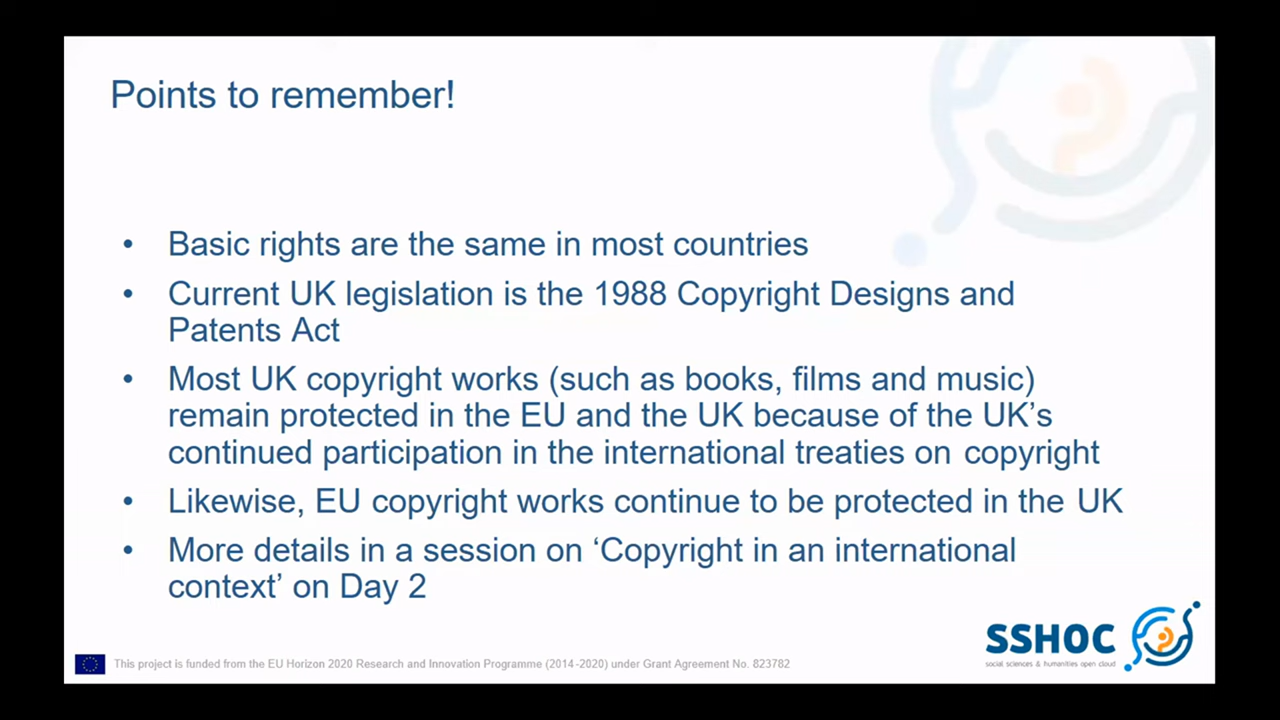 Points to remember!
• Basic rights are the same in most countries
• Current UK legislation is the 1988 Copyright Designs and
Patents Act
• Most UK copyright works (such as books, films and music)
remain protected in the EU and the UK because of the UK’s
continued participation in the international treaties on copyright
• Likewise, EU copyright works continue to be protected in the UK
• More details in a session on ‘Copyright in an international
context’ on Day 2
SSHOC
social sciences & humanities open cloud
This project is funded from the EU Horizon 2020 Research and Innovation Programme (2014-2020) under Grant Agreement No. 823782